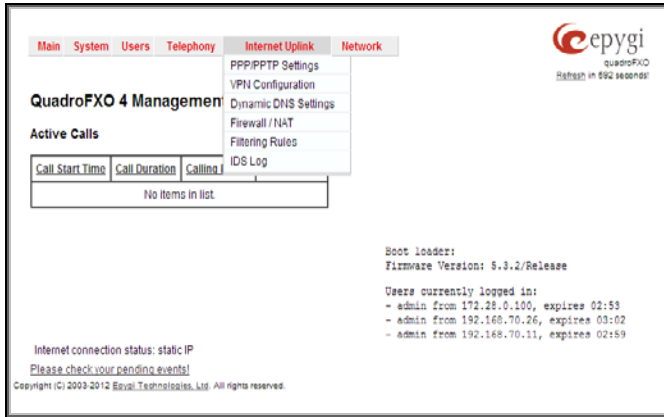 Main System Users Telephony Internet Uplink Network
epygi
quadroFXO
Refresh in 692 seconds!
PPP/PPTP Settings
VPN Configuration
Dynamic DNS Settings
Firewall / NAT
Filtering Rules
IDS Log
QuadroFXO 4 Management
Active Calls
Call Start Time Call Duration Calling
No items in list.
Boot loader:
Firmware Version: 5.3.2/Release
Users currently logged in:
- admin from 172.28.0.100, expires 02:53
- admin from 192.168.70.26, expires 03:02
- admin from 192.168.70.11, expires 02:59
Internet connection status: static IP
Please check your pending events!
Copyright (C) 2003-2012 Epygi Technologies, Ltd. All rights reserved.